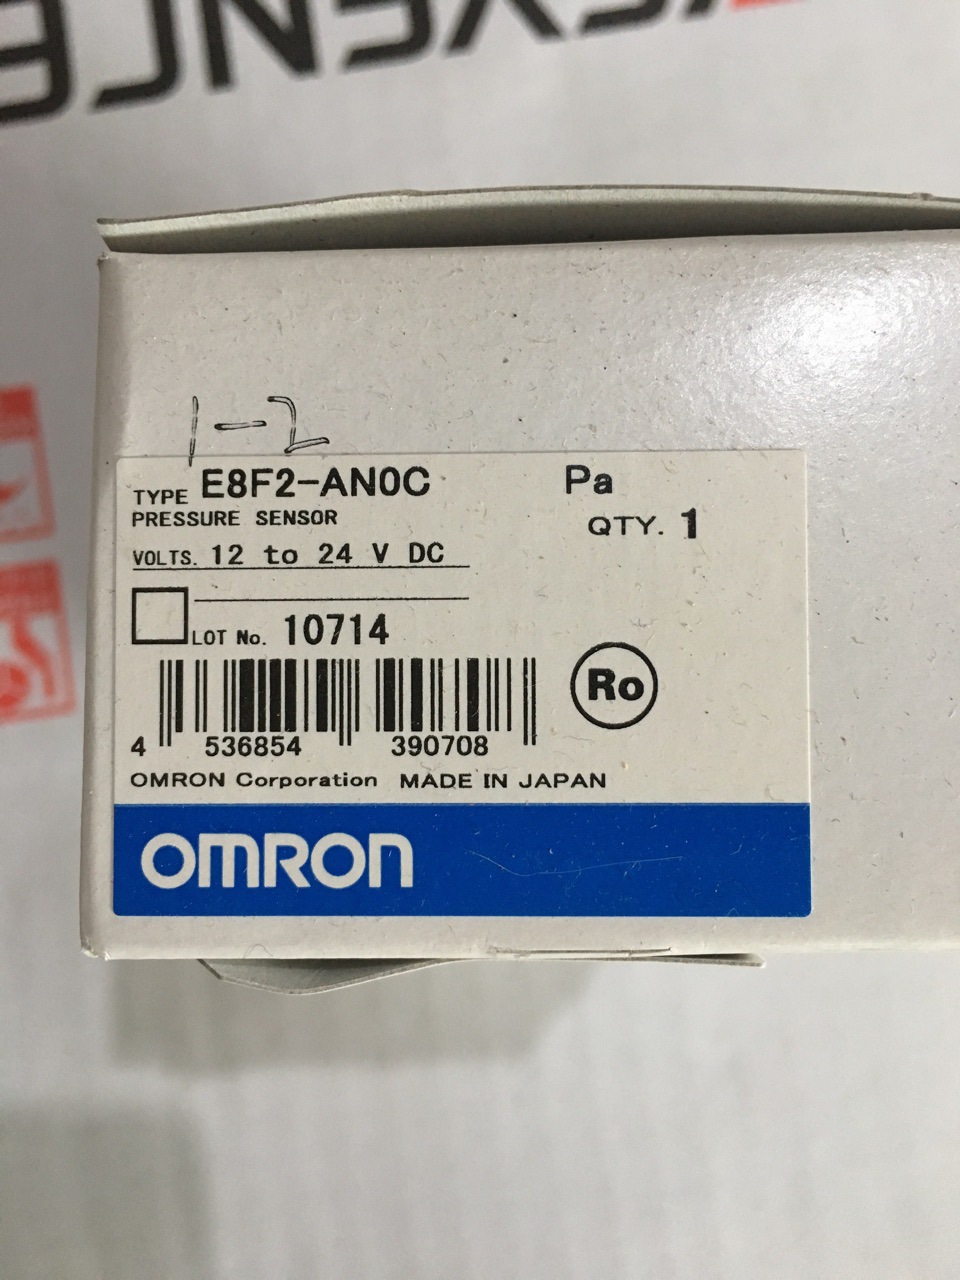 1-2
TYPE E8F2-AN0C Pa
PRESSURE SENSOR QTY. 1
VOLTS. 12 to 24 V DC
LOT No. 10714
Ro
4 536854 390708
OMRON Corporation MADE IN JAPAN
OMRON